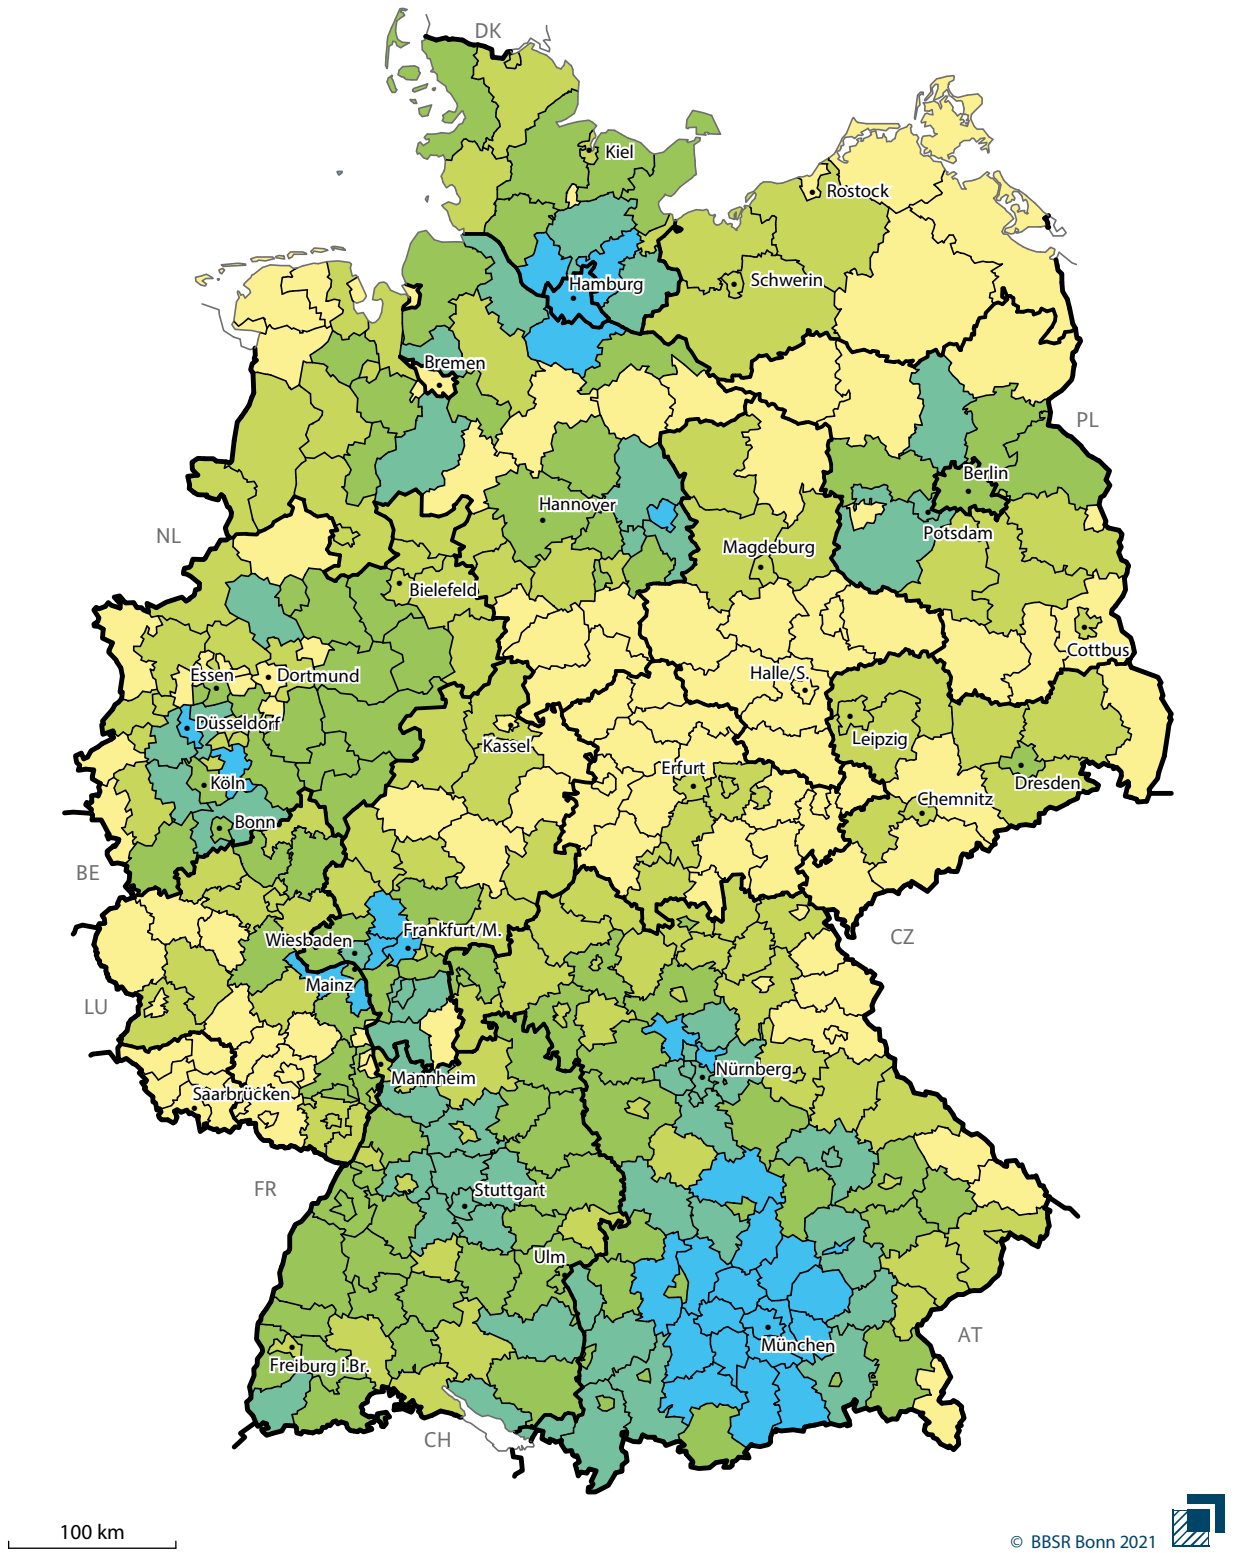 DK
Kiel
Rostock
Hamburg
Schwerin
Bremen
PL
Berlin
Hannover
NL
Potsdam
Magdeburg
Bielefeld
Cottbus
Essen
Dortmund
Halle/S.
Düsseldorf
Leipzig
Kassel
Erfurt
Köln
Dresden
Chemnitz
Bonn
BE
Wiesbaden
Frankfurt/M.
CZ
Mainz
LU
Nürnberg
Mannheim
Saarbrücken
FR
Stuttgart
Ulm
AT
München
Freiburg i.Br.
CH
100 km
© BBSR Bonn 2021